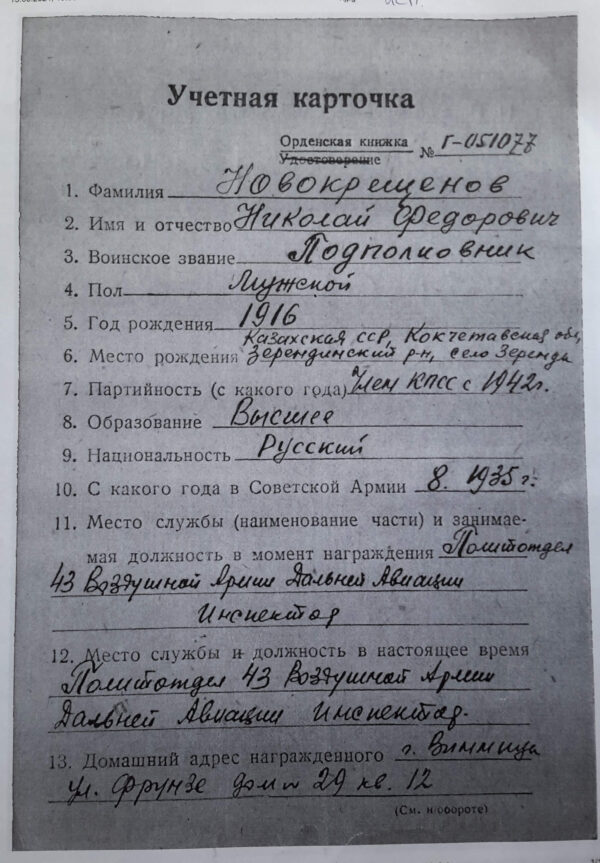 Учетная карточка
Орденская книжка
Удостоверение № Г-051077
1. Фамилия Новокрещенов
2. Имя и отчество Николай Федорович
3. Воинское звание Подполковник
4. Пол Мужской
5. Год рождения 1916
Казахская ССР, Кокчетавская обл,
6. Место рождения Зерендинский р-н, село Зеренда
7. Партийность (с какого года) Член КПСС с 1942г.
8. Образование Высшее
9. Национальность Русский
10. С какого года в Советской Армии 8. 1935 г.
11. Место службы (наименование части) и занимае-
мая должность в момент награждения Политотдел
43 Воздушной Армии Дальней Авиации
Инспектор
12. Место службы и должность в настоящее время
Политотдел 43 Воздушной Армии
Дальней Авиации Инспектор.
13. Домашний адрес награжденного г. Винница
ул. Фрунзе дом 29 кв. 12
(См. на обороте)